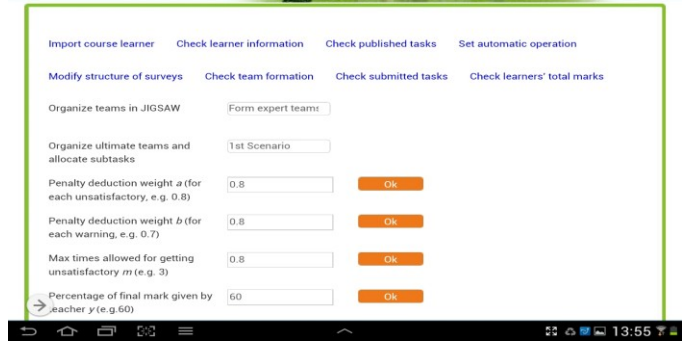 Import course learner Check learner information Check published tasks Set automatic operation
Modify structure of surveys Check team formation Check submitted tasks Check learners' total marks
Organize teams in JIGSAW Form expert teams
Organize ultimate teams and 1st Scenario
allocate subtasks
Penalty deduction weight a (for 0.8 Ok
each unsatisfactory, e.g. 0.8)
Penalty deduction weight b (for 0.8 Ok
each warning, e.g. 0.7)
Max times allowed for getting 0.8 Ok
unsatisfactory m (e.g. 3)
Percentage of final mark given by 60 Ok
teacher y (e.g.60)
13:55